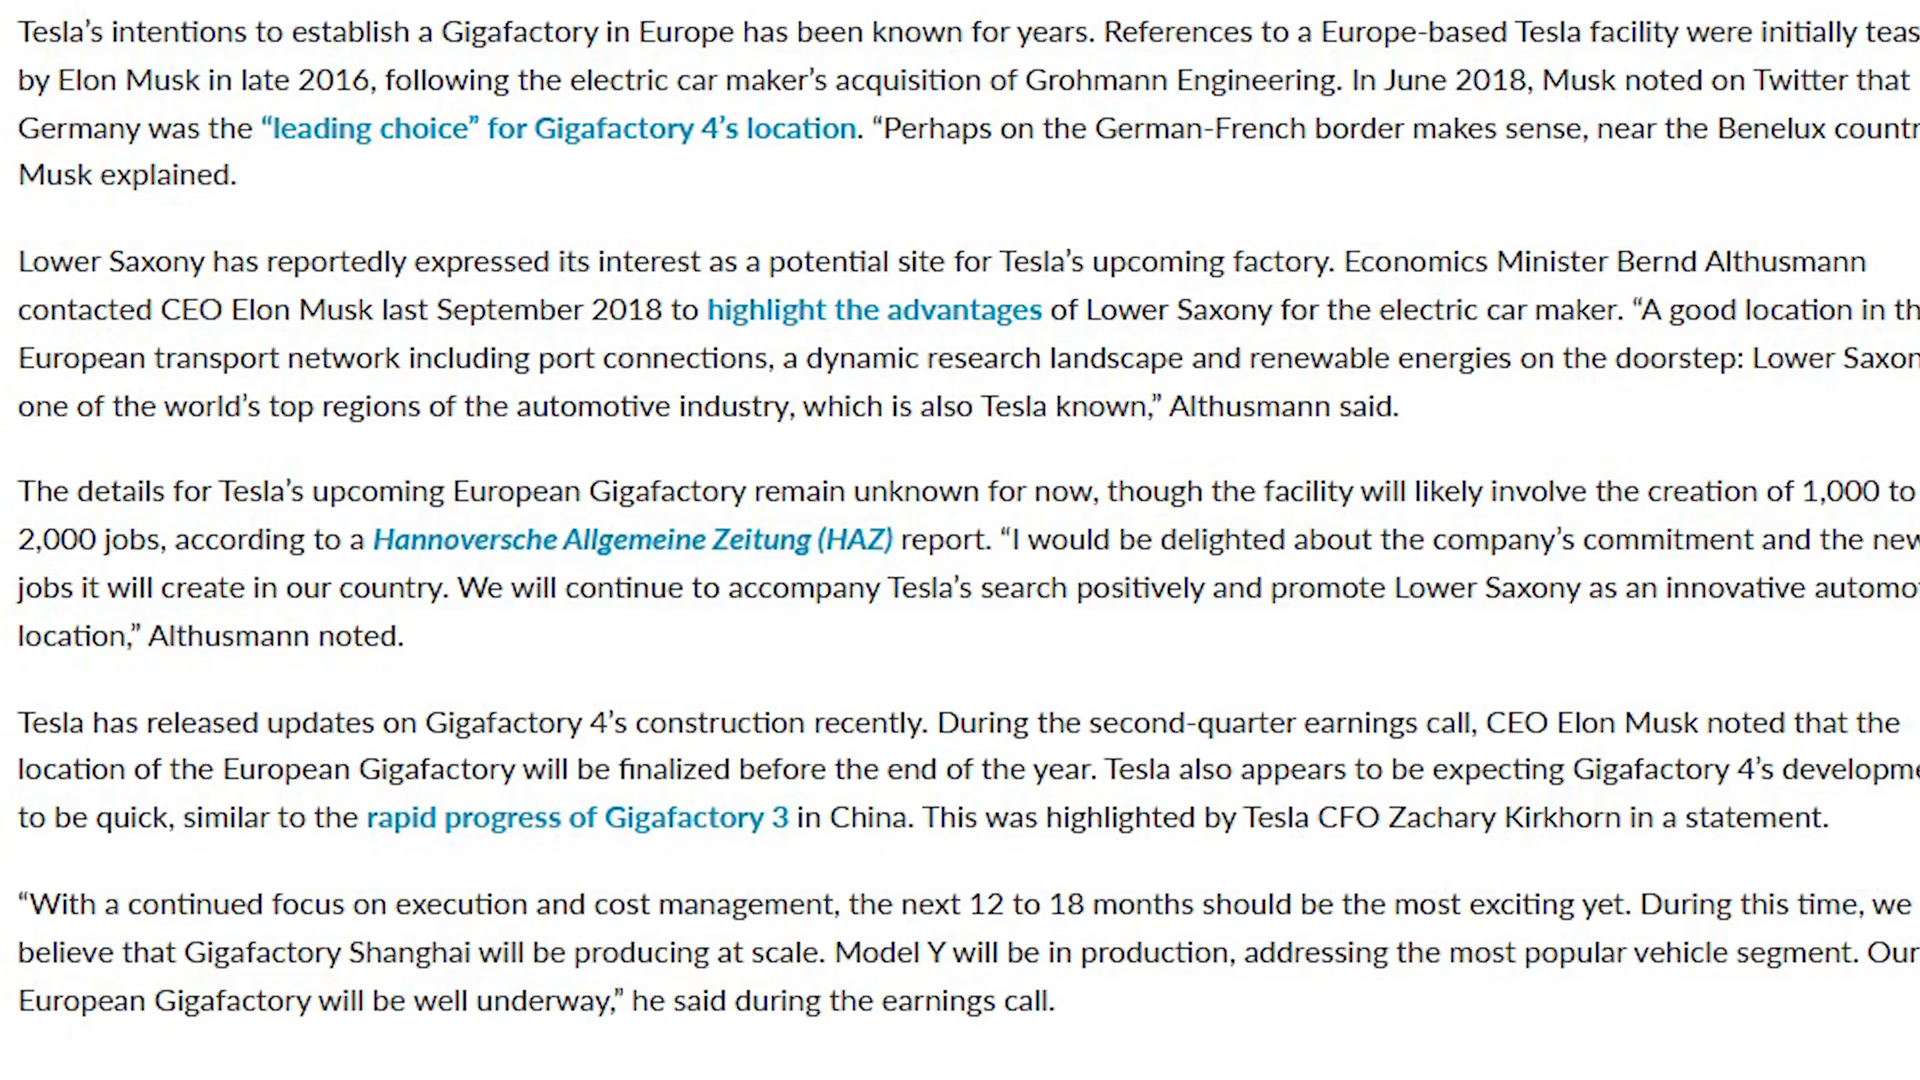 Tesla’s intentions to establish a Gigafactory in Europe has been known for years. References to a Europe-based Tesla facility were initially teas
by Elon Musk in late 2016, following the electric car maker’s acquisition of Grohmann Engineering. In June 2018, Musk noted on Twitter that
Germany was the “leading choice” for Gigafactory 4’s location. “Perhaps on the German-French border makes sense, near the Benelux countr
Musk explained.
Lower Saxony has reportedly expressed its interest as a potential site for Tesla’s upcoming factory. Economics Minister Bernd Althusmann
contacted CEO Elon Musk last September 2018 to highlight the advantages of Lower Saxony for the electric car maker. “A good location in th
European transport network including port connections, a dynamic research landscape and renewable energies on the doorstep: Lower Saxon
one of the world’s top regions of the automotive industry, which is also Tesla known,” Althusmann said.
The details for Tesla’s upcoming European Gigafactory remain unknown for now, though the facility will likely involve the creation of 1,000 to
2,000 jobs, according to a Hannoversche Allgemeine Zeitung (HAZ) report. “I would be delighted about the company’s commitment and the new
jobs it will create in our country. We will continue to accompany Tesla’s search positively and promote Lower Saxony as an innovative automo
location,” Althusmann noted.
Tesla has released updates on Gigafactory 4’s construction recently. During the second-quarter earnings call, CEO Elon Musk noted that the
location of the European Gigafactory will be finalized before the end of the year. Tesla also appears to be expecting Gigafactory 4’s developme
to be quick, similar to the rapid progress of Gigafactory 3 in China. This was highlighted by Tesla CFO Zachary Kirkhorn in a statement.
“With a continued focus on execution and cost management, the next 12 to 18 months should be the most exciting yet. During this time, we
believe that Gigafactory Shanghai will be producing at scale. Model Y will be in production, addressing the most popular vehicle segment. Our
European Gigafactory will be well underway,” he said during the earnings call.